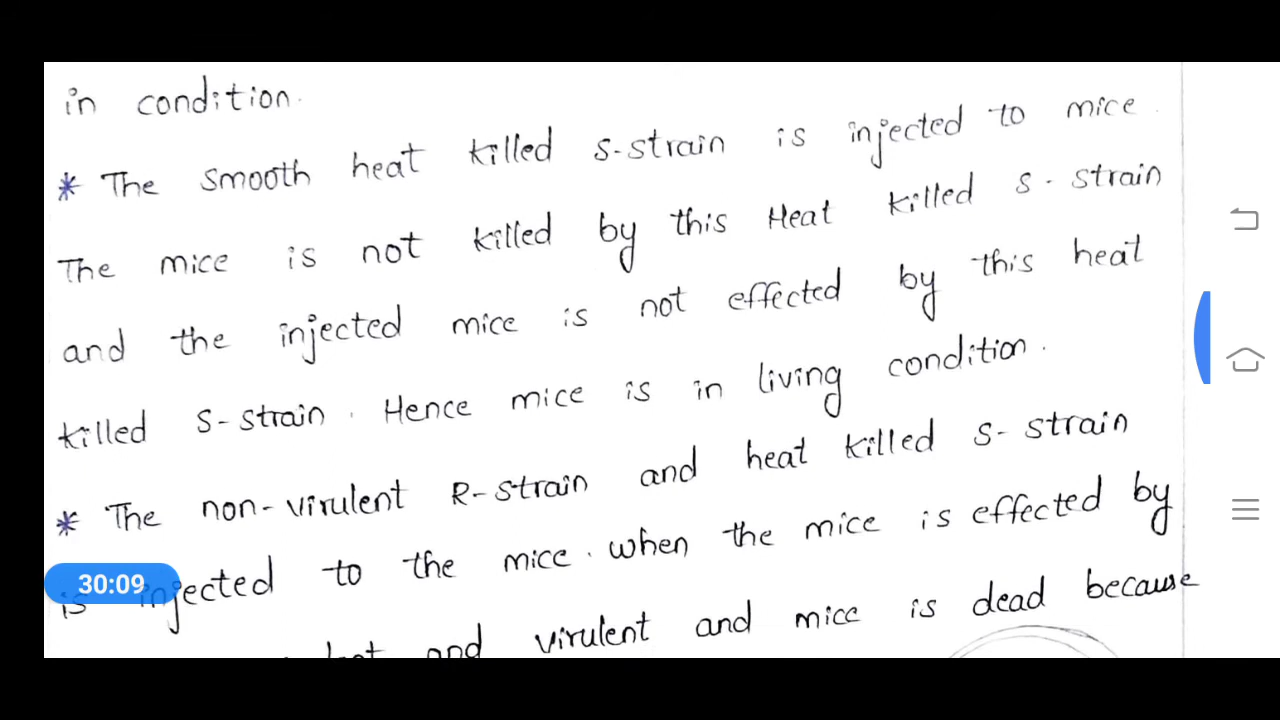 in condition.
* The smooth heat killed S-strain is injected to mice.
The mice is not killed by this Heat killed S-strain
and the injected mice is not effected by this heat
killed S-strain. Hence mice is in living condition.
* The non-virulent R-strain and heat killed S-strain
is injected to the mice. when the mice is effected by
30:09
and virulent and mice is dead because